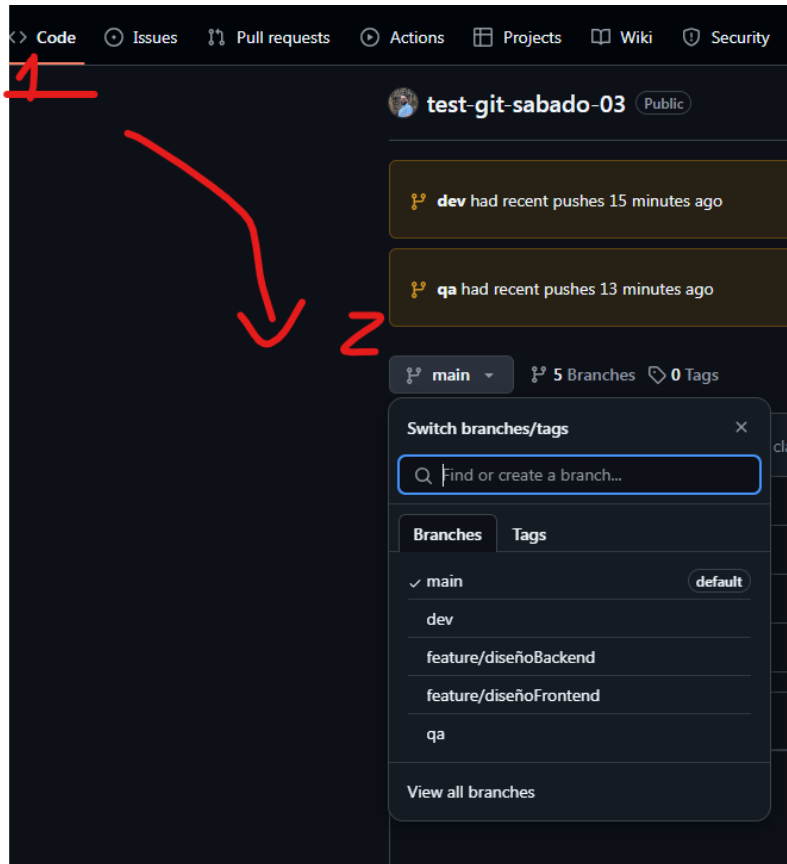 Code Issues Pull requests Actions Projects Wiki Security
1
test-git-sabado-03 Public
dev had recent pushes 15 minutes ago
qa had recent pushes 13 minutes ago
2
main 5 Branches 0 Tags
Switch branches/tags
Find or create a branch...
Branches Tags
main default
dev
feature/diseñoBackend
feature/diseñoFrontend
qa
View all branches